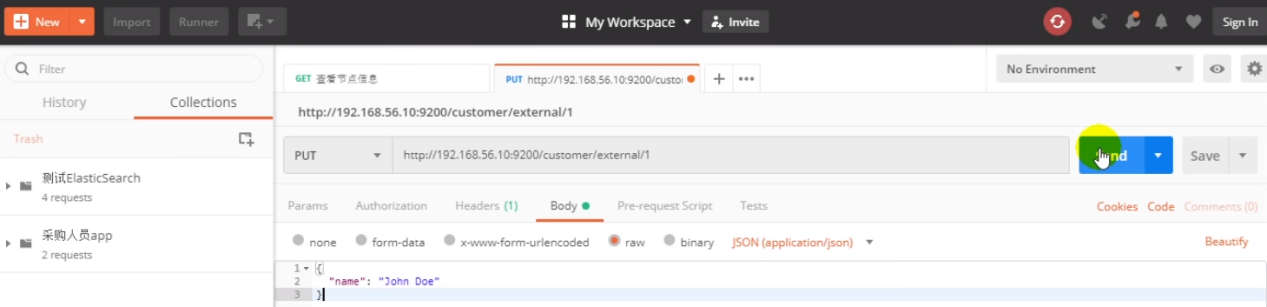 New Import Runner My Workspace Invite Sign In
Filter
History Collections
Trash
测试ElasticSearch
4 requests
采购人员app
2 requests
GET 查看节点信息 PUT http://192.168.56.10:9200/custo No Environment
http://192.168.56.10:9200/customer/external/1
PUT http://192.168.56.10:9200/customer/external/1 Send Save
Params Authorization Headers (1) Body Pre-request Script Tests Cookies Code Comments (0)
none form-data x-www-form-urlencoded raw binary JSON (application/json) Beautify
1 {
2 "name": "John Doe"
3 }